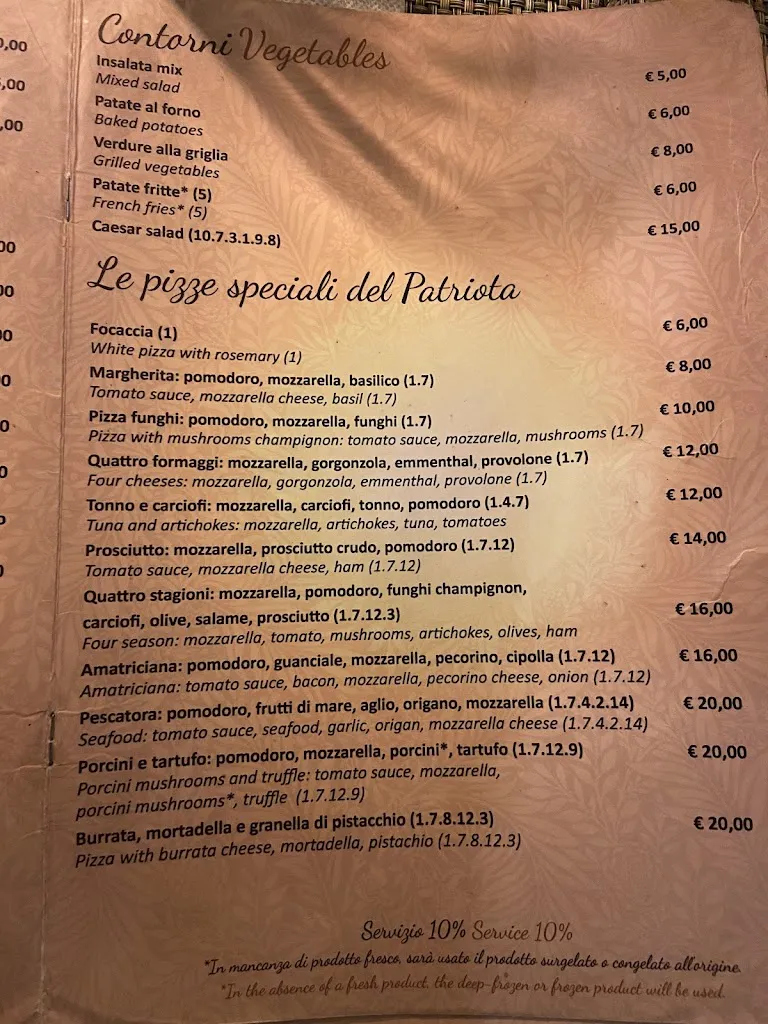 Contorni Vegetables
Insalata mix € 5,00
Mixed salad
Patate al forno € 6,00
Baked potatoes
Verdure alla griglia € 8,00
Grilled vegetables
Patate fritte* (5) € 6,00
French fries* (5)
Caesar salad (10.7.3.1.9.8) € 15,00
Le pizze speciali del Patriota
Focaccia (1) € 6,00
White pizza with rosemary (1)
Margherita: pomodoro, mozzarella, basilico (1.7) € 8,00
Tomato sauce, mozzarella cheese, basil (1.7)
Pizza funghi: pomodoro, mozzarella, funghi (1.7) € 10,00
Pizza with mushrooms champignon: tomato sauce, mozzarella, mushrooms (1.7)
Quattro formaggi: mozzarella, gorgonzola, emmenthal, provolone (1.7) € 12,00
Four cheeses: mozzarella, gorgonzola, emmenthal, provolone (1.7)
Tonno e carciofi: mozzarella, carciofi, tonno, pomodoro (1.4.7) € 12,00
Tuna and artichokes: mozzarella, artichokes, tuna, tomatoes
Prosciutto: mozzarella, prosciutto crudo, pomodoro (1.7.12) € 14,00
Tomato sauce, mozzarella cheese, ham (1.7.12)
Quattro stagioni: mozzarella, pomodoro, funghi champignon,
carciofi, olive, salame, prosciutto (1.7.12.3) € 16,00
Four season: mozzarella, tomato, mushrooms, artichokes, olives, ham
Amatriciana: pomodoro, guanciale, mozzarella, pecorino, cipolla (1.7.12) € 16,00
Amatriciana: tomato sauce, bacon, mozzarella, pecorino cheese, onion (1.7.12)
Pescatora: pomodoro, frutti di mare, aglio, origano, mozzarella (1.7.4.2.14) € 20,00
Seafood: tomato sauce, seafood, garlic, origan, mozzarella cheese (1.7.4.2.14)
Porcini e tartufo: pomodoro, mozzarella, porcini*, tartufo (1.7.12.9) € 20,00
Porcini mushrooms and truffle: tomato sauce, mozzarella,
porcini mushrooms*, truffle (1.7.12.9)
Burrata, mortadella e granella di pistacchio (1.7.8.12.3) € 20,00
Pizza with burrata cheese, mortadella, pistachio (1.7.8.12.3)
Servizio 10% Service 10%
*In mancanza di prodotto fresco, sarà usato il prodotto surgelato o congelato all'origine.
*In the absence of a fresh product, the deep-frozen or frozen product will be used.